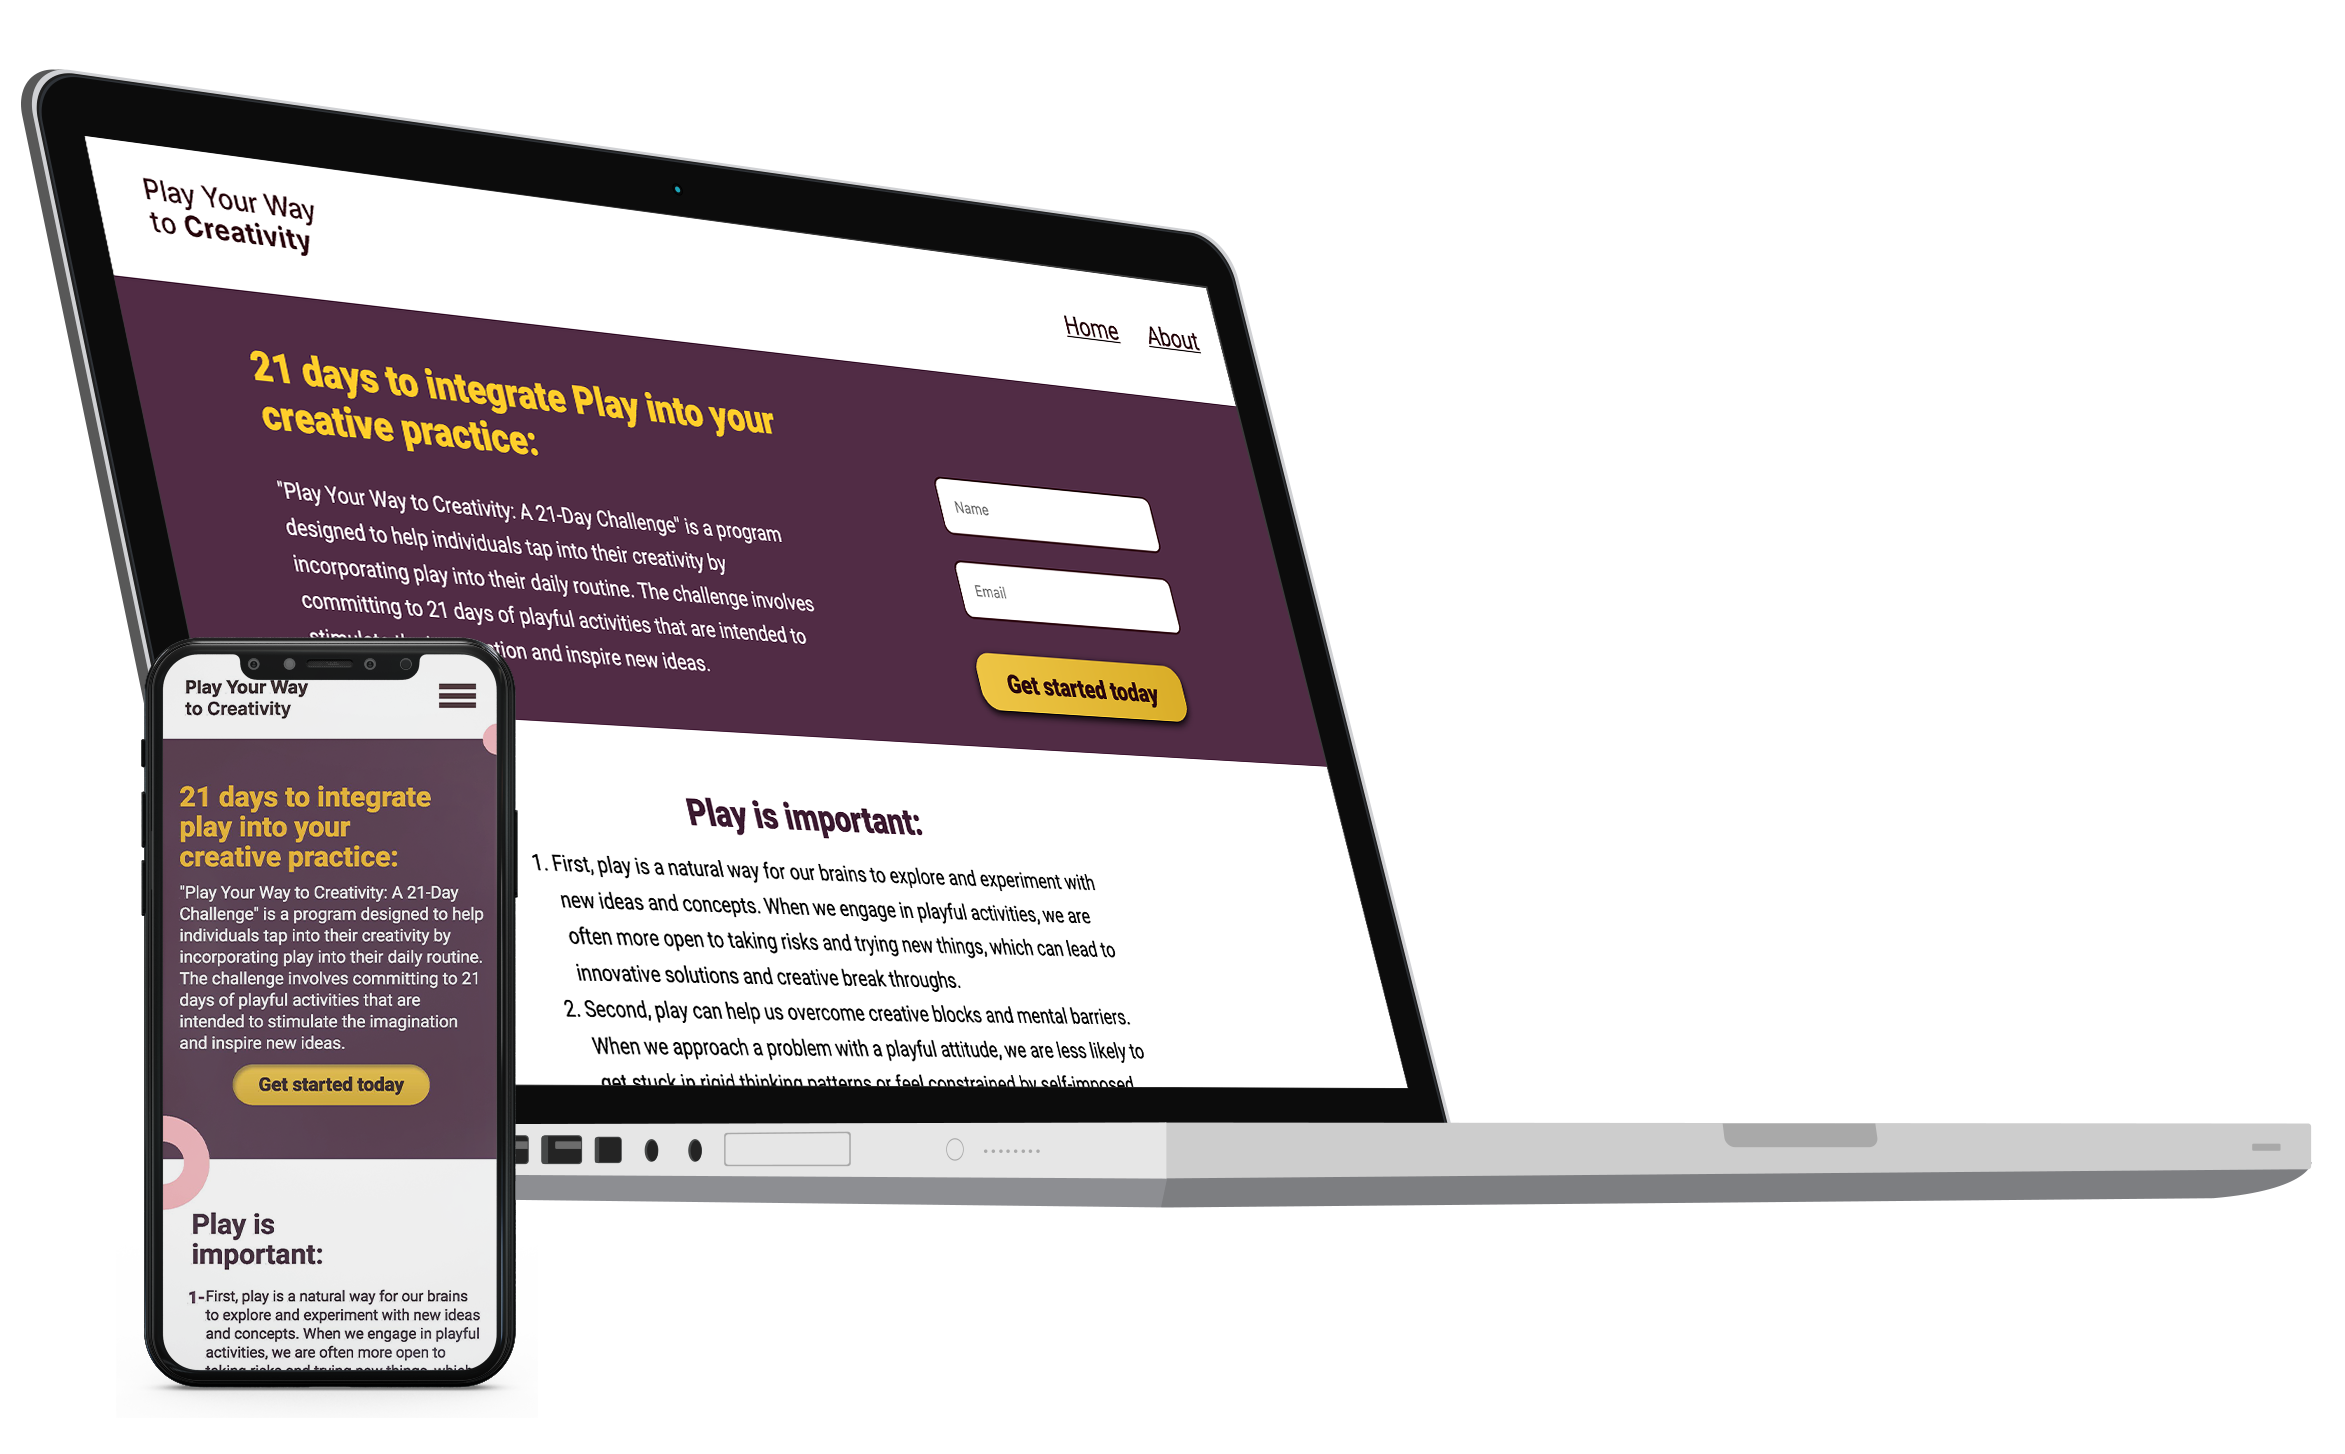 Play Your Way
to Creativity
Home About
21 days to integrate Play into your
creative practice:
"Play Your Way to Creativity: A 21-Day Challenge" is a program
designed to help individuals tap into their creativity by
incorporating play into their daily routine. The challenge involves
committing to 21 days of playful activities that are intended to
and inspire new ideas.
Name
Email
Get started today
Play is important:
1. First, play is a natural way for our brains to explore and experiment with
new ideas and concepts. When we engage in playful activities, we are
often more open to taking risks and trying new things, which can lead to
innovative solutions and creative break throughs.
2. Second, play can help us overcome creative blocks and mental barriers.
When we approach a problem with a playful attitude, we are less likely to
get stuck in rigid thinking patterns or feel constrained by self-imposed
Play Your Way
to Creativity
21 days to integrate
play into your
creative practice:
"Play Your Way to Creativity: A 21-Day
Challenge" is a program designed to help
individuals tap into their creativity by
incorporating play into their daily routine.
The challenge involves committing to 21
days of playful activities that are
intended to stimulate the imagination
and inspire new ideas.
Get started today
Play is
important:
1-First, play is a natural way for our brains
to explore and experiment with new ideas
and concepts. When we engage in playful
activities, we are often more open to
taking risks and trying new things, which